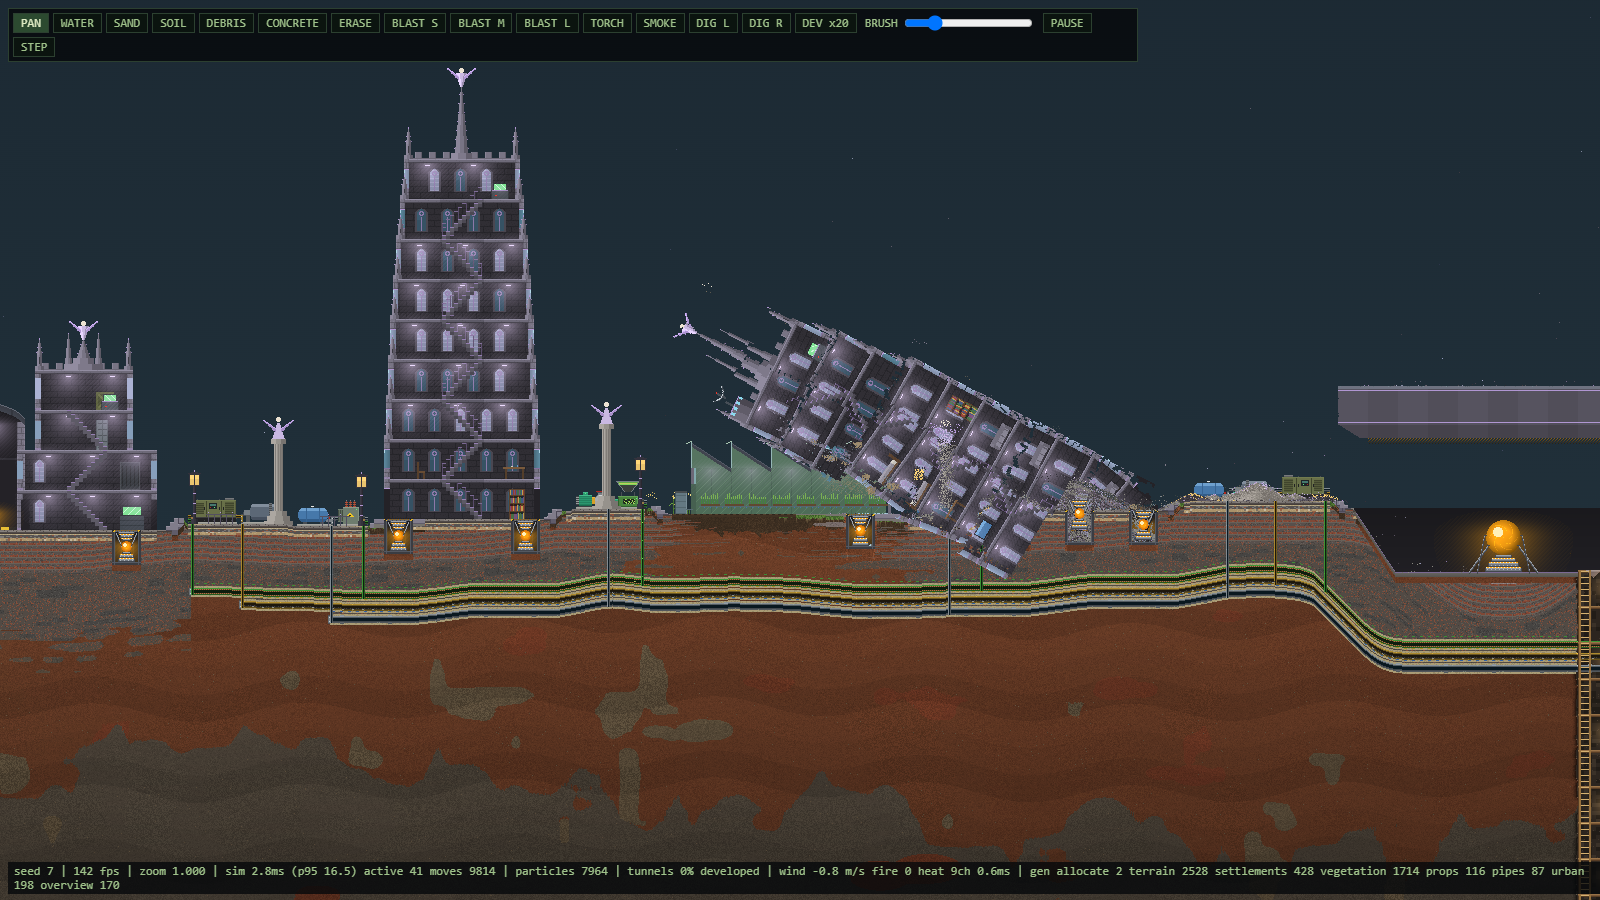 PAN WATER SAND SOIL DEBRIS CONCRETE ERASE BLAST S BLAST M BLAST L TORCH SMOKE DIG L DIG R DEV x20 BRUSH PAUSE
STEP
seed 7 | 142 fps | zoom 1.000 | sim 2.8ms (p95 16.5) active 41 moves 9814 | particles 7964 | tunnels 0% developed | wind -0.8 m/s fire 0 heat 9ch 0.6ms | gen allocate 2 terrain 2528 settlements 428 vegetation 1714 props 116 pipes 87 urban
198 overview 170